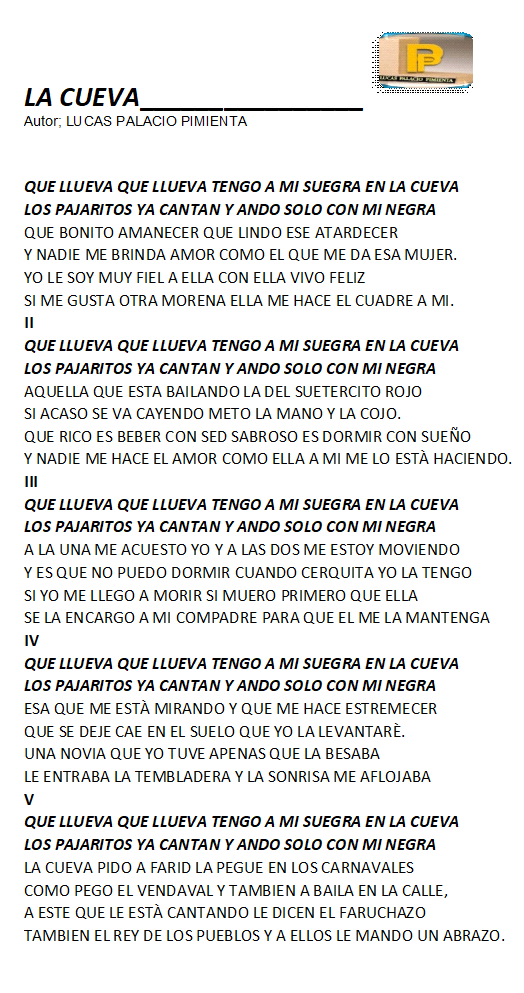 LA CUEVA________________
PP
LUCAS PALACIO PIMIENTA
Autor; LUCAS PALACIO PIMIENTA
QUE LLUEVA QUE LLUEVA TENGO A MI SUEGRA EN LA CUEVA
LOS PAJARITOS YA CANTAN Y ANDO SOLO CON MI NEGRA
QUE BONITO AMANECER QUE LINDO ESE ATARDECER
Y NADIE ME BRINDA AMOR COMO EL QUE ME DA ESA MUJER.
YO LE SOY MUY FIEL A ELLA CON ELLA VIVO FELIZ
SI ME GUSTA OTRA MORENA ELLA ME HACE EL CUADRE A MI.
II
QUE LLUEVA QUE LLUEVA TENGO A MI SUEGRA EN LA CUEVA
LOS PAJARITOS YA CANTAN Y ANDO SOLO CON MI NEGRA
AQUELLA QUE ESTA BAILANDO LA DEL SUETERCITO ROJO
SI ACASO SE VA CAYENDO METO LA MANO Y LA COJO.
QUE RICO ES BEBER CON SED SABROSO ES DORMIR CON SUEÑO
Y NADIE ME HACE EL AMOR COMO ELLA A MI ME LO ESTÀ HACIENDO.
III
QUE LLUEVA QUE LLUEVA TENGO A MI SUEGRA EN LA CUEVA
LOS PAJARITOS YA CANTAN Y ANDO SOLO CON MI NEGRA
A LA UNA ME ACUESTO YO Y A LAS DOS ME ESTOY MOVIENDO
Y ES QUE NO PUEDO DORMIR CUANDO CERQUITA YO LA TENGO
SI YO ME LLEGO A MORIR SI MUERO PRIMERO QUE ELLA
SE LA ENCARGO A MI COMPADRE PARA QUE EL ME LA MANTENGA
IV
QUE LLUEVA QUE LLUEVA TENGO A MI SUEGRA EN LA CUEVA
LOS PAJARITOS YA CANTAN Y ANDO SOLO CON MI NEGRA
ESA QUE ME ESTÀ MIRANDO Y QUE ME HACE ESTREMECER
QUE SE DEJE CAE EN EL SUELO QUE YO LA LEVANTARÈ.
UNA NOVIA QUE YO TUVE APENAS QUE LA BESABA
LE ENTRABA LA TEMBLADERA Y LA SONRISA ME AFLOJABA
V
QUE LLUEVA QUE LLUEVA TENGO A MI SUEGRA EN LA CUEVA
LOS PAJARITOS YA CANTAN Y ANDO SOLO CON MI NEGRA
LA CUEVA PIDO A FARID LA PEGUE EN LOS CARNAVALES
COMO PEGO EL VENDAVAL Y TAMBIEN A BAILA EN LA CALLE,
A ESTE QUE LE ESTÀ CANTANDO LE DICEN EL FARUCHAZO
TAMBIEN EL REY DE LOS PUEBLOS Y A ELLOS LE MANDO UN ABRAZO.